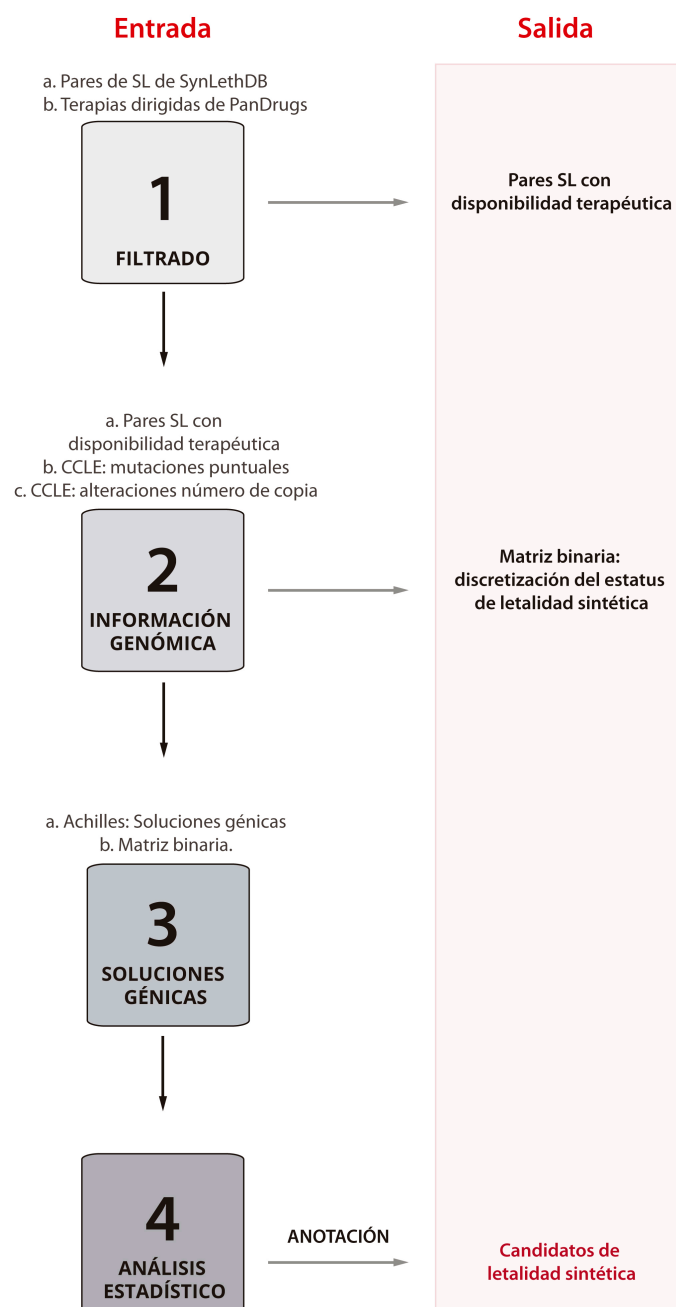 Entrada
Salida
a. Pares de SL de SynLethDB
b. Terapias dirigidas de PanDrugs
1
FILTRADO
Pares SL con
disponibilidad terapéutica
a. Pares SL con
disponibilidad terapéutica
b. CCLE: mutaciones puntuales
c. CCLE: alteraciones número de copia
2
INFORMACIÓN
GENÓMICA
Matriz binaria:
discretización del estatus
de letalidad sintética
a. Achilles: Soluciones génicas
b. Matriz binaria.
3
SOLUCIONES
GÉNICAS
4
ANÁLISIS
ESTADÍSTICO
ANOTACIÓN
Candidatos de
letalidad sintética